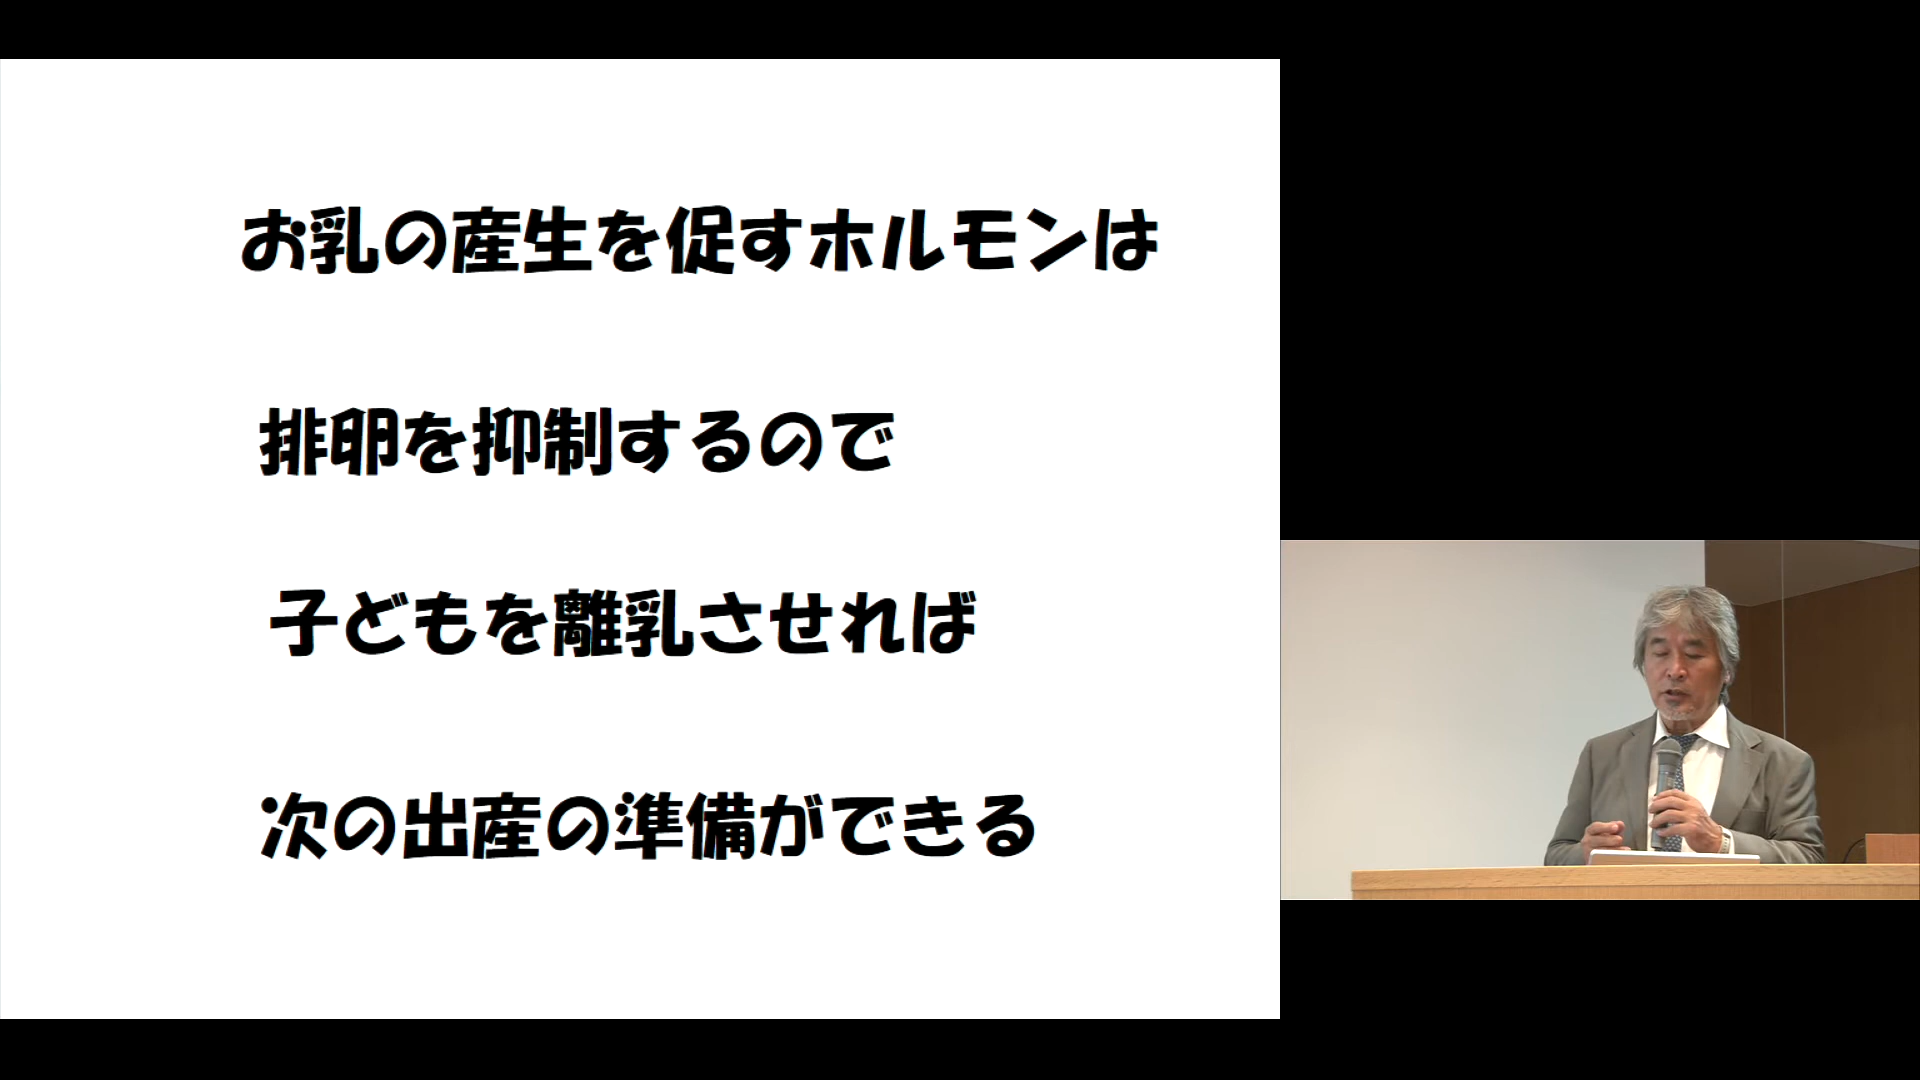 お乳の産生を促すホルモンは
排卵を抑制するので
子どもを離乳させれば
次の出産の準備ができる